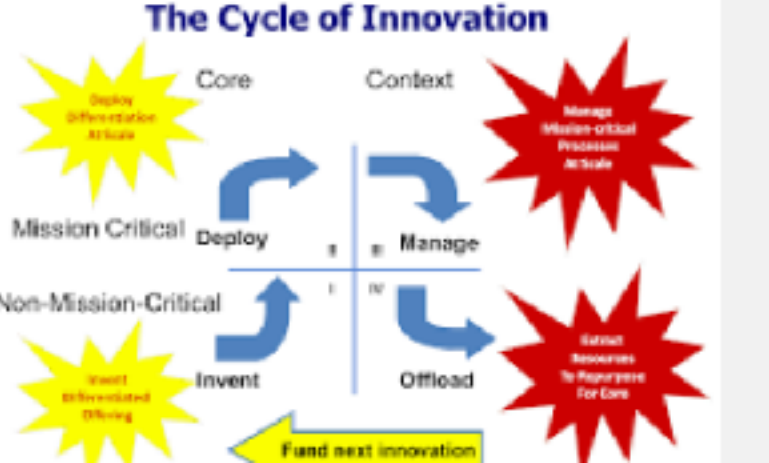 The Cycle of Innovation
Core
Context
Deploy
Differentiation
At Scale
Manage
Mission-critical
Processes
At Scale
Mission Critical
Deploy
II
III
Manage
Non-Mission-Critical
I
IV
Invent
Differentiated
Offering
Invent
Offload
Extract
Resources
To Repurpose
For Core
Fund next innovation